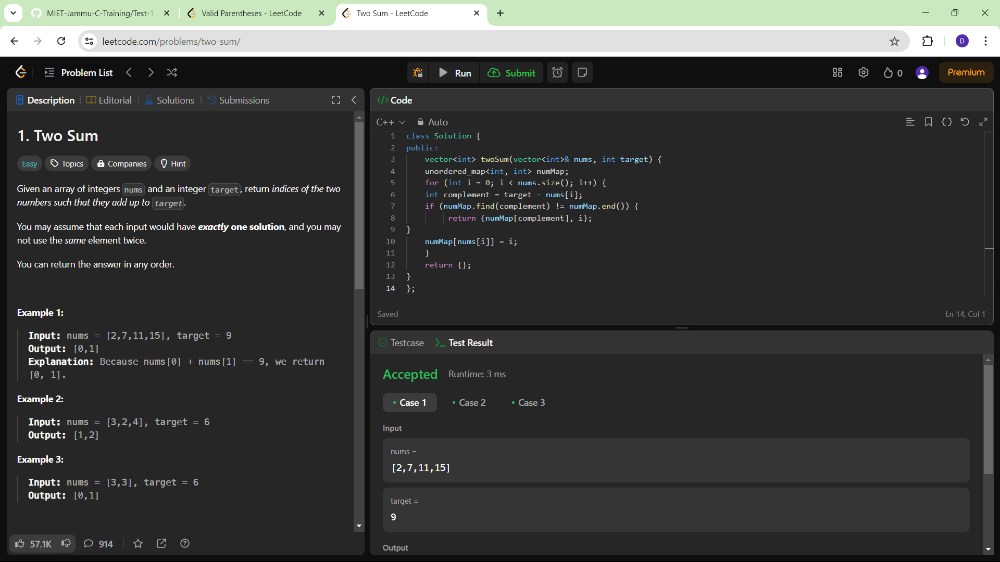 MIET-Jammu-C-Training/Test-1
Valid Parentheses - LeetCode
Two Sum - LeetCode
leetcode.com/problems/two-sum/
D
Problem List
Run
Submit
0
Premium
Description
Editorial
Solutions
Submissions
1. Two Sum
Easy
Topics
Companies
Hint
Given an array of integers nums and an integer target, return indices of the two
numbers such that they add up to target.
You may assume that each input would have exactly one solution, and you may
not use the same element twice.
You can return the answer in any order.
Example 1:
Input: nums = [2,7,11,15], target = 9
Output: [0,1]
Explanation: Because nums[0] + nums[1] == 9, we return
[0, 1].
Example 2:
Input: nums = [3,2,4], target = 6
Output: [1,2]
Example 3:
Input: nums = [3,3], target = 6
Output: [0,1]
57.1K
914
</> Code
C++
Auto
1 class Solution {
2 public:
3 vector<int> twoSum(vector<int>& nums, int target) {
4 unordered_map<int, int> numMap;
5 for (int i = 0; i < nums.size(); i++) {
6 int complement = target - nums[i];
7 if (numMap.find(complement) != numMap.end()) {
8 return {numMap[complement], i};
9 }
10 numMap[nums[i]] = i;
11 }
12 return {};
13 }
14 };
Saved
Ln 14, Col 1
Testcase
Test Result
Accepted
Runtime: 3 ms
Case 1
Case 2
Case 3
Input
nums =
[2,7,11,15]
target =
9
Output